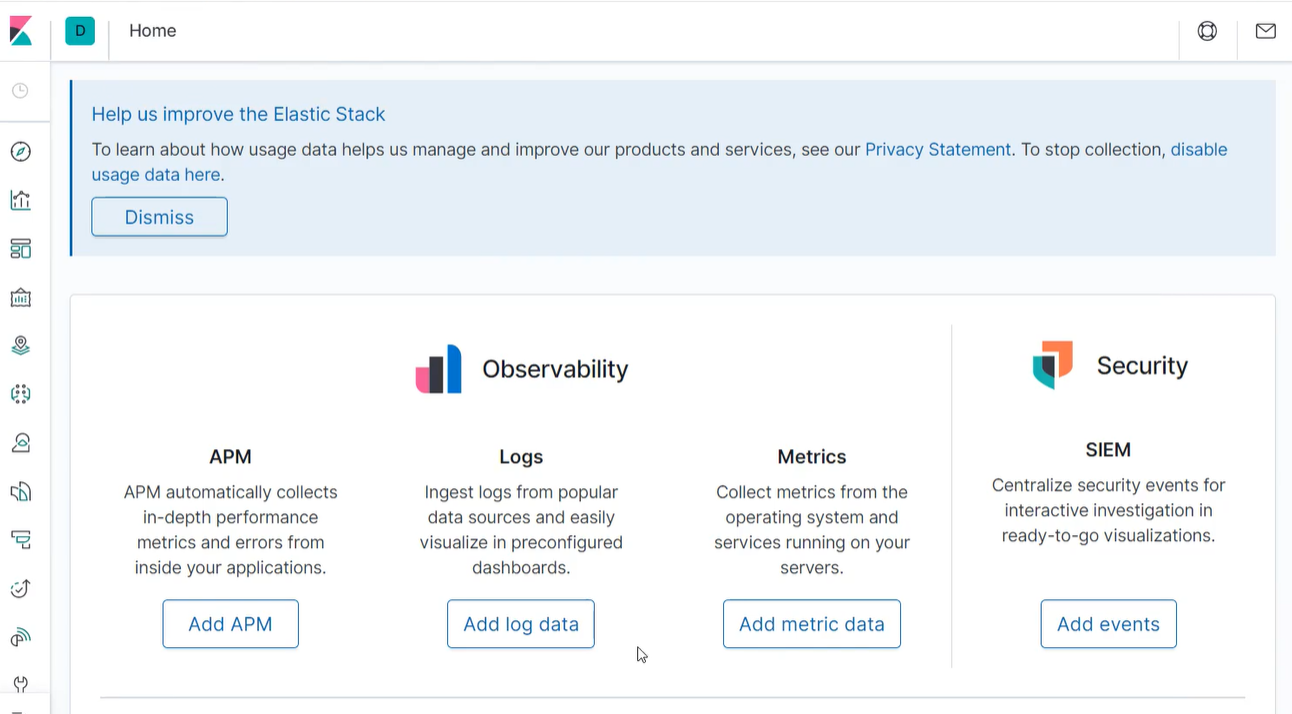 D Home
Help us improve the Elastic Stack
To learn about how usage data helps us manage and improve our products and services, see our Privacy Statement. To stop collection, disable
usage data here.
Dismiss
Observability
Security
APM
APM automatically collects
in-depth performance
metrics and errors from
inside your applications.
Add APM
Logs
Ingest logs from popular
data sources and easily
visualize in preconfigured
dashboards.
Add log data
Metrics
Collect metrics from the
operating system and
services running on your
servers.
Add metric data
SIEM
Centralize security events for
interactive investigation in
ready-to-go visualizations.
Add events